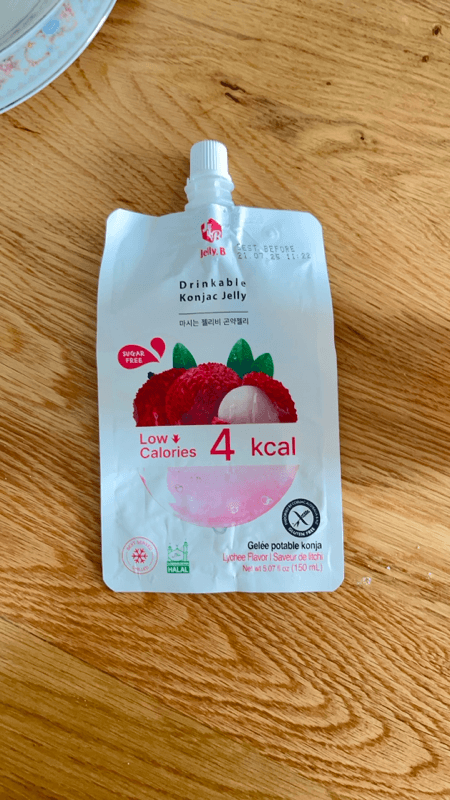 Jelly.B
BEST BEFORE
21.07.26 11:22
Drinkable
Konjac Jelly
마시는 젤리비 곤약젤리
SUGAR
FREE
Low
Calories
4 kcal
GLUTEN FREE
HALAL
Gelée potable konja
Lychee Flavor | Saveur de litchi
Net wt 5.07 fl oz (150 mL)